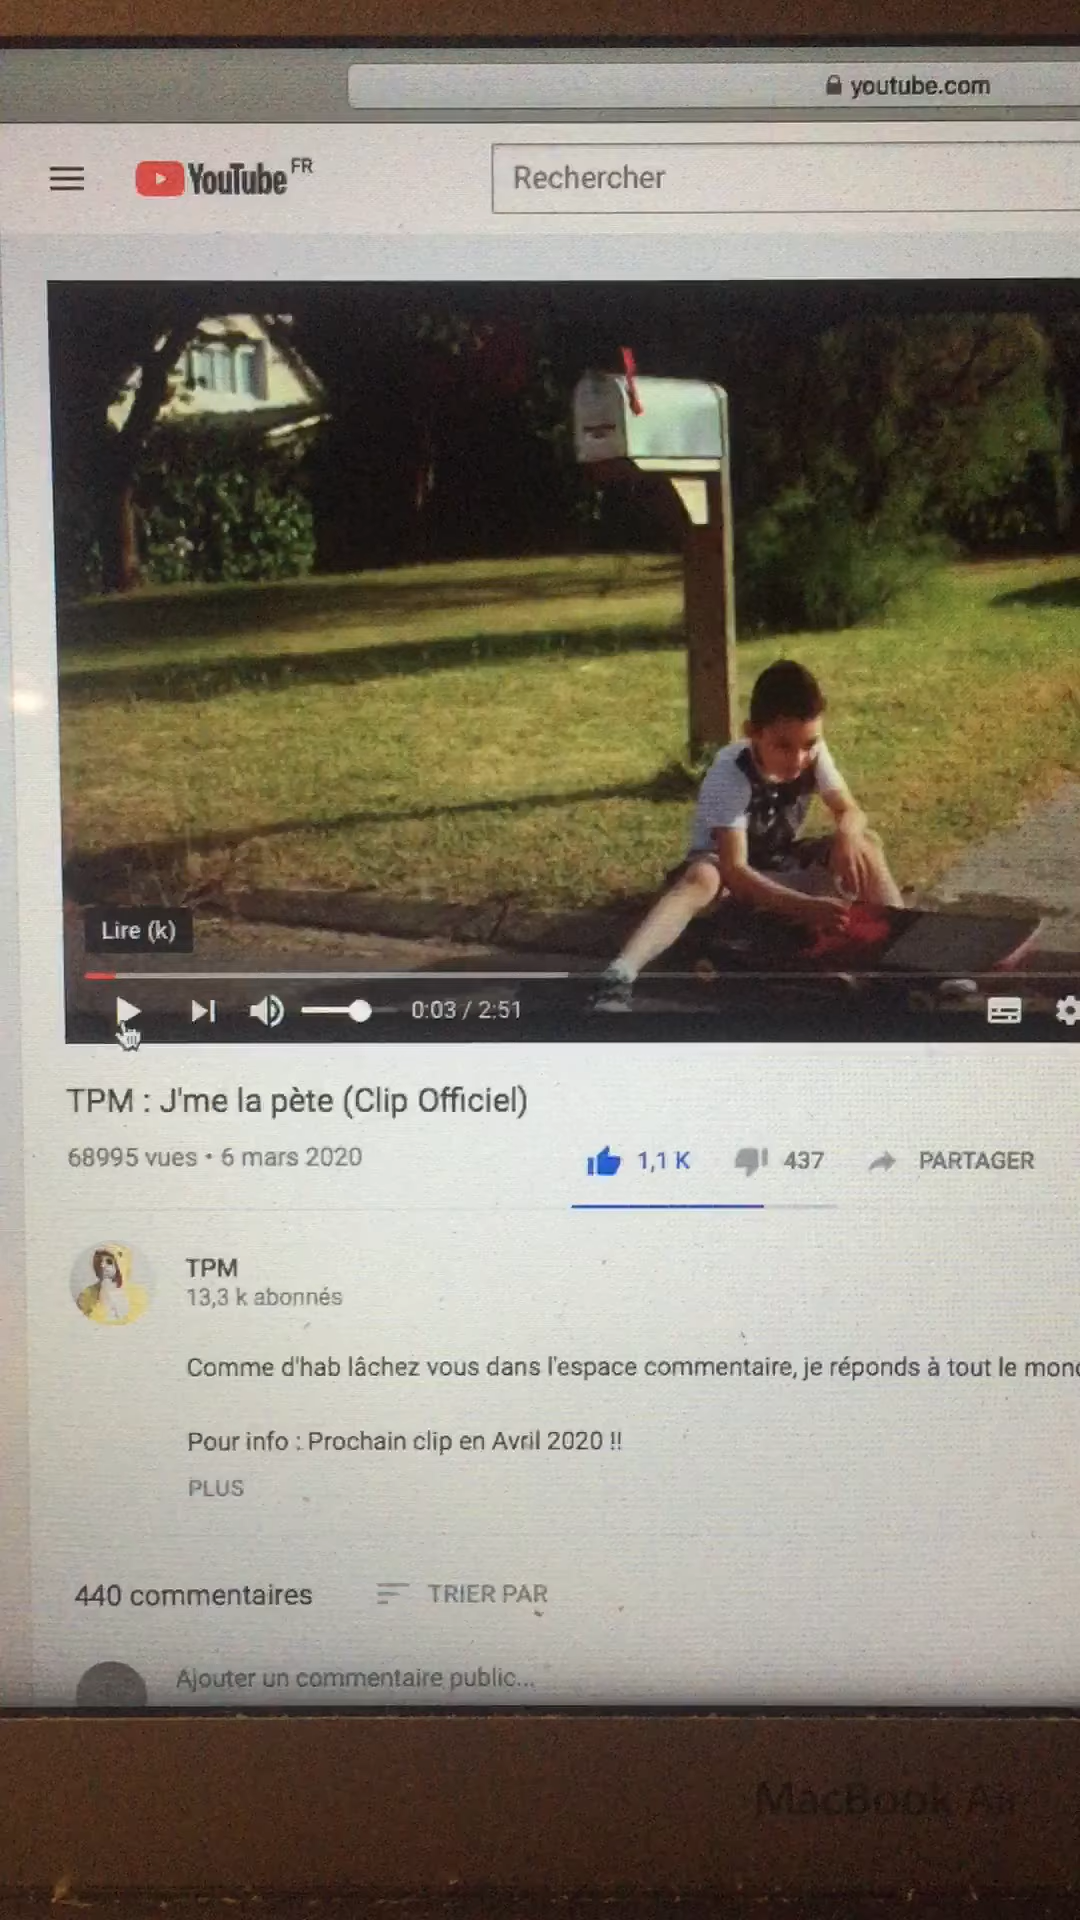 youtube.com
YouTube FR
Rechercher
Lire (k)
0:03 / 2:51
TPM : J'me la pète (Clip Officiel)
68995 vues • 6 mars 2020
1,1 K
437
PARTAGER
TPM
13,3 k abonnés
Comme d'hab lâchez vous dans l'espace commentaire, je réponds à tout le
Pour info : Prochain clip en Avril 2020 !!
PLUS
440 commentaires
TRIER PAR
Ajouter un commentaire public...
MacBook Air